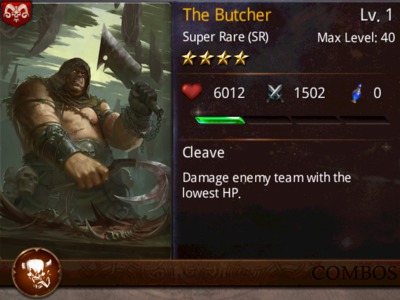 The Butcher
Lv. 1
Super Rare (SR)
Max Level: 40
6012
1502
0
Cleave
Damage enemy team with the
lowest HP.
COMBOS